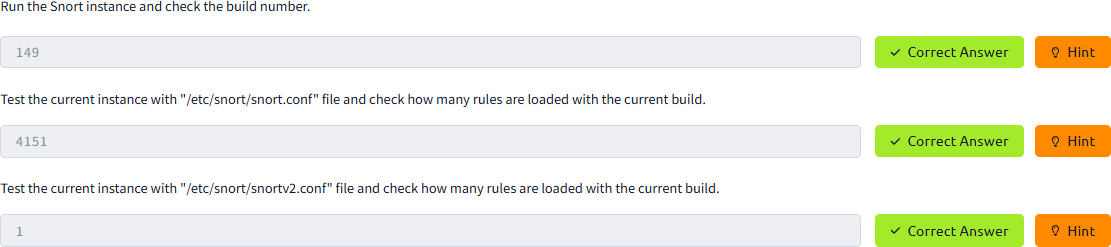 Run the Snort instance and check the build number.
149
Correct Answer
Hint
Test the current instance with "/etc/snort/snort.conf" file and check how many rules are loaded with the current build.
4151
Correct Answer
Hint
Test the current instance with "/etc/snort/snortv2.conf" file and check how many rules are loaded with the current build.
1
Correct Answer
Hint